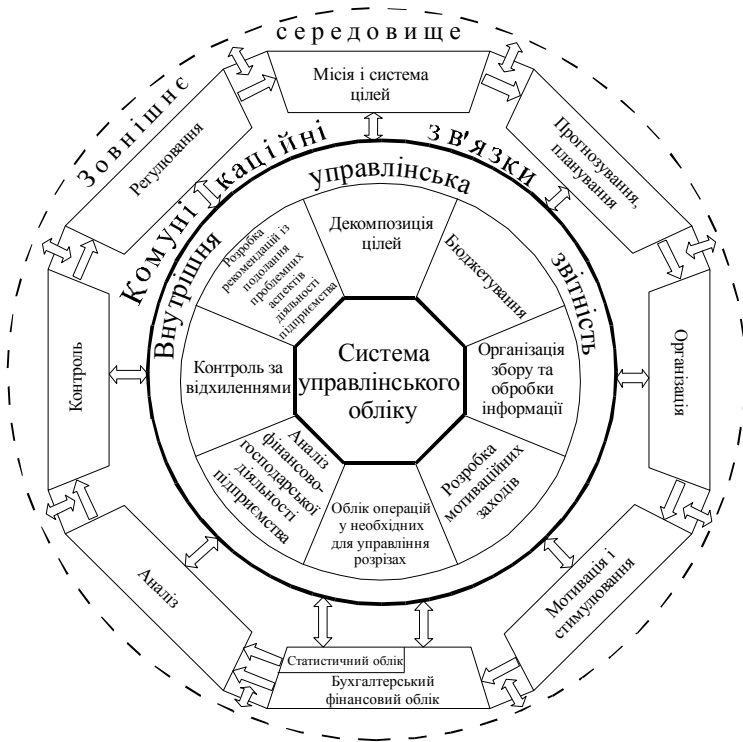 Зовнішнє середовище
Місія і система
цілей
Прогнозування,
планування
Організація
Мотивація і
стимулювання
Статистичний облік
Бухгалтерський
фінансовий облік
Аналіз
Контроль
Регулювання
Комунікаційні зв'язки
Внутрішня управлінська звітність
Декомпозиція
цілей
Бюджетування
Організація
збору та
обробки
інформації
Розробка
мотиваційних
заходів
Облік операцій
у необхідних
для управління
розрізах
Аналіз
фінансово-
господарської
діяльності
підприємства
Контроль за
відхиленнями
Розробка
рекомендацій із
подолання
проблемних
аспектів
діяльності
підприємства
Система
управлінського
обліку